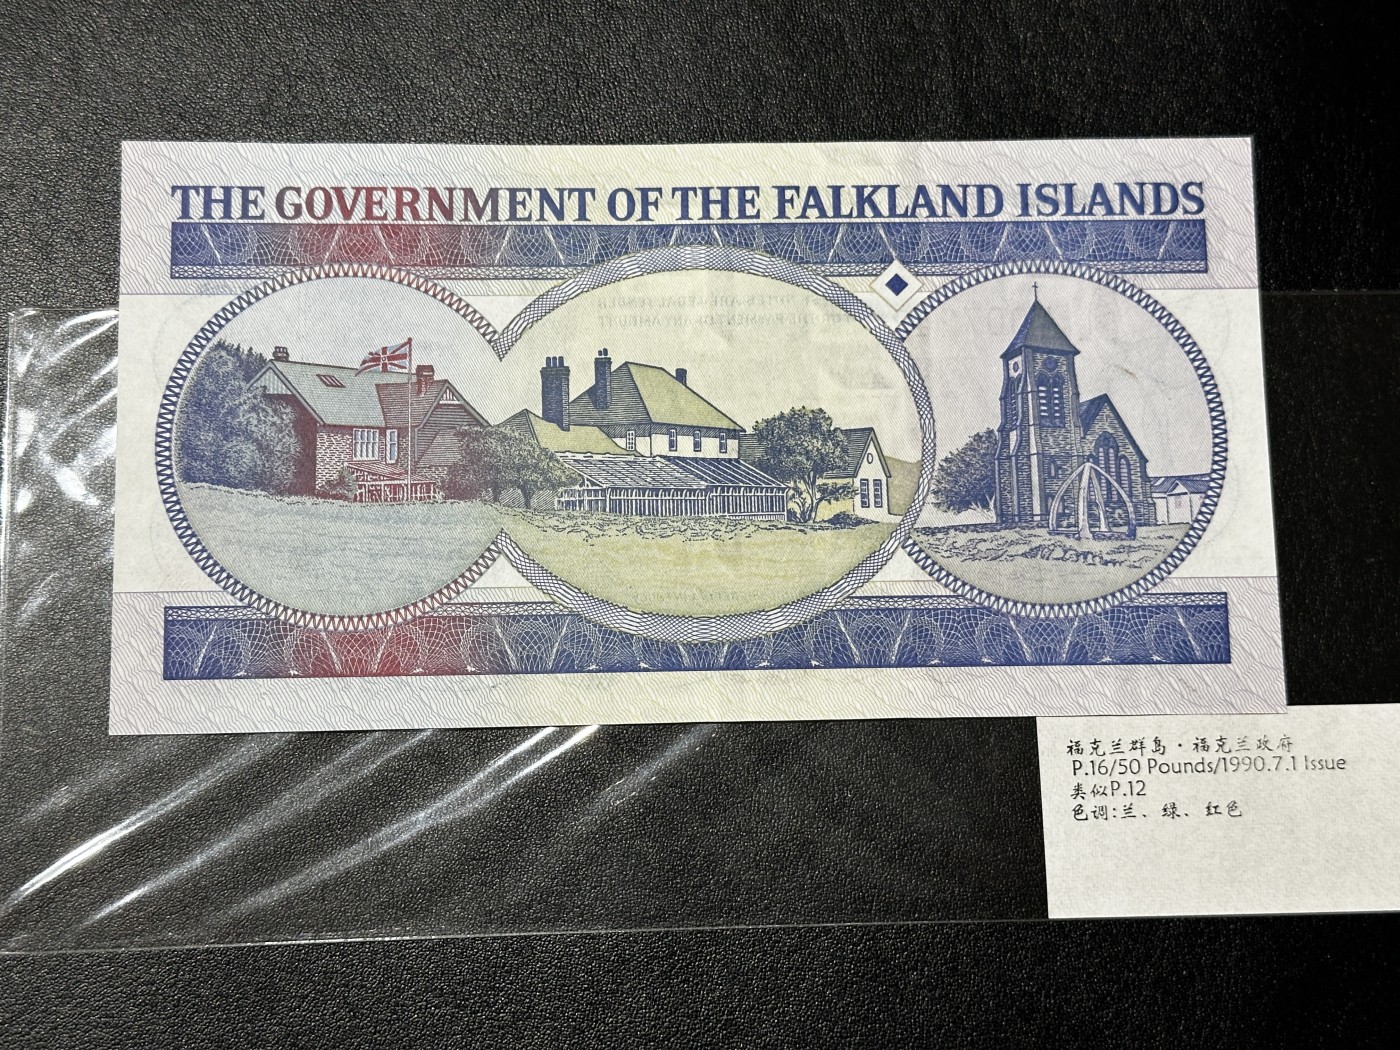 THE GOVERNMENT OF THE FALKLAND ISLANDS
福克兰群岛·福克兰政府
P.16/50 Pounds/1990.7.1 Issue
类似P.12
色调:兰、绿、红色